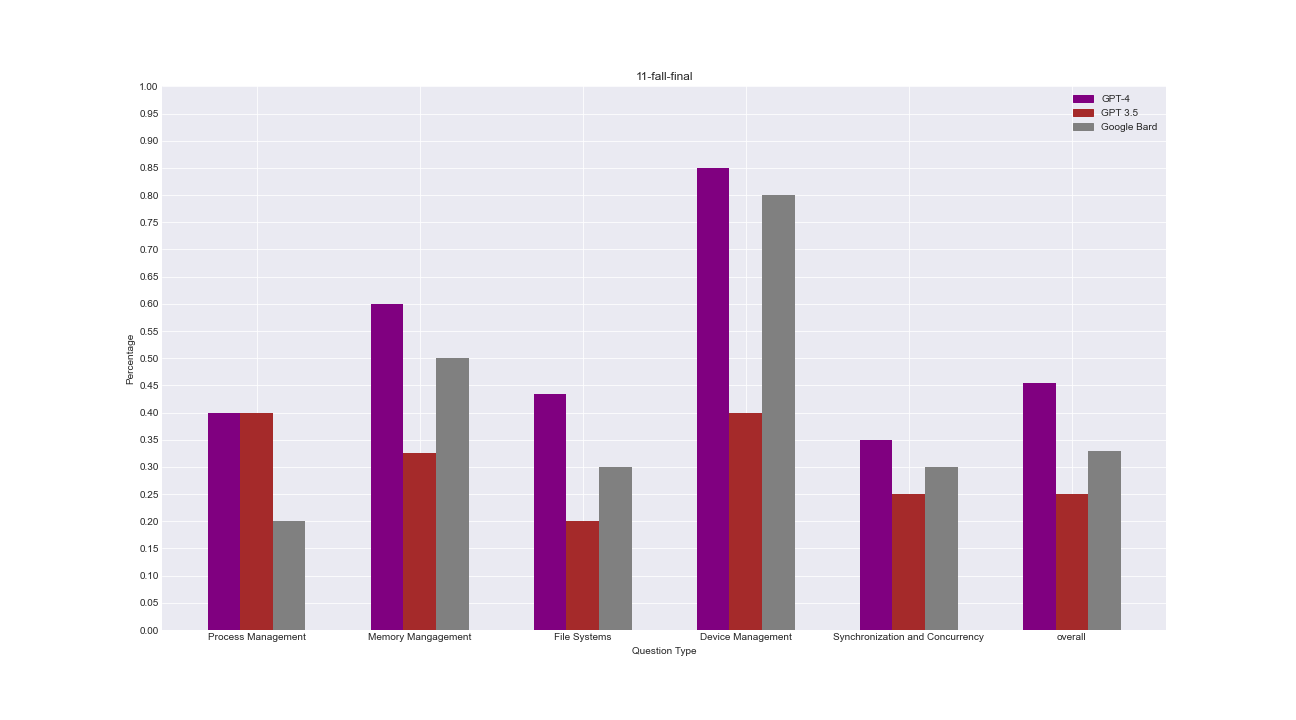 11-fall-final
GPT-4
GPT 3.5
Google Bard
Percentage
1.00
0.95
0.90
0.85
0.80
0.75
0.70
0.65
0.60
0.55
0.50
0.45
0.40
0.35
0.30
0.25
0.20
0.15
0.10
0.05
0.00
Process Management
Memory Mangagement
File Systems
Device Management
Synchronization and Concurrency
overall
Question Type